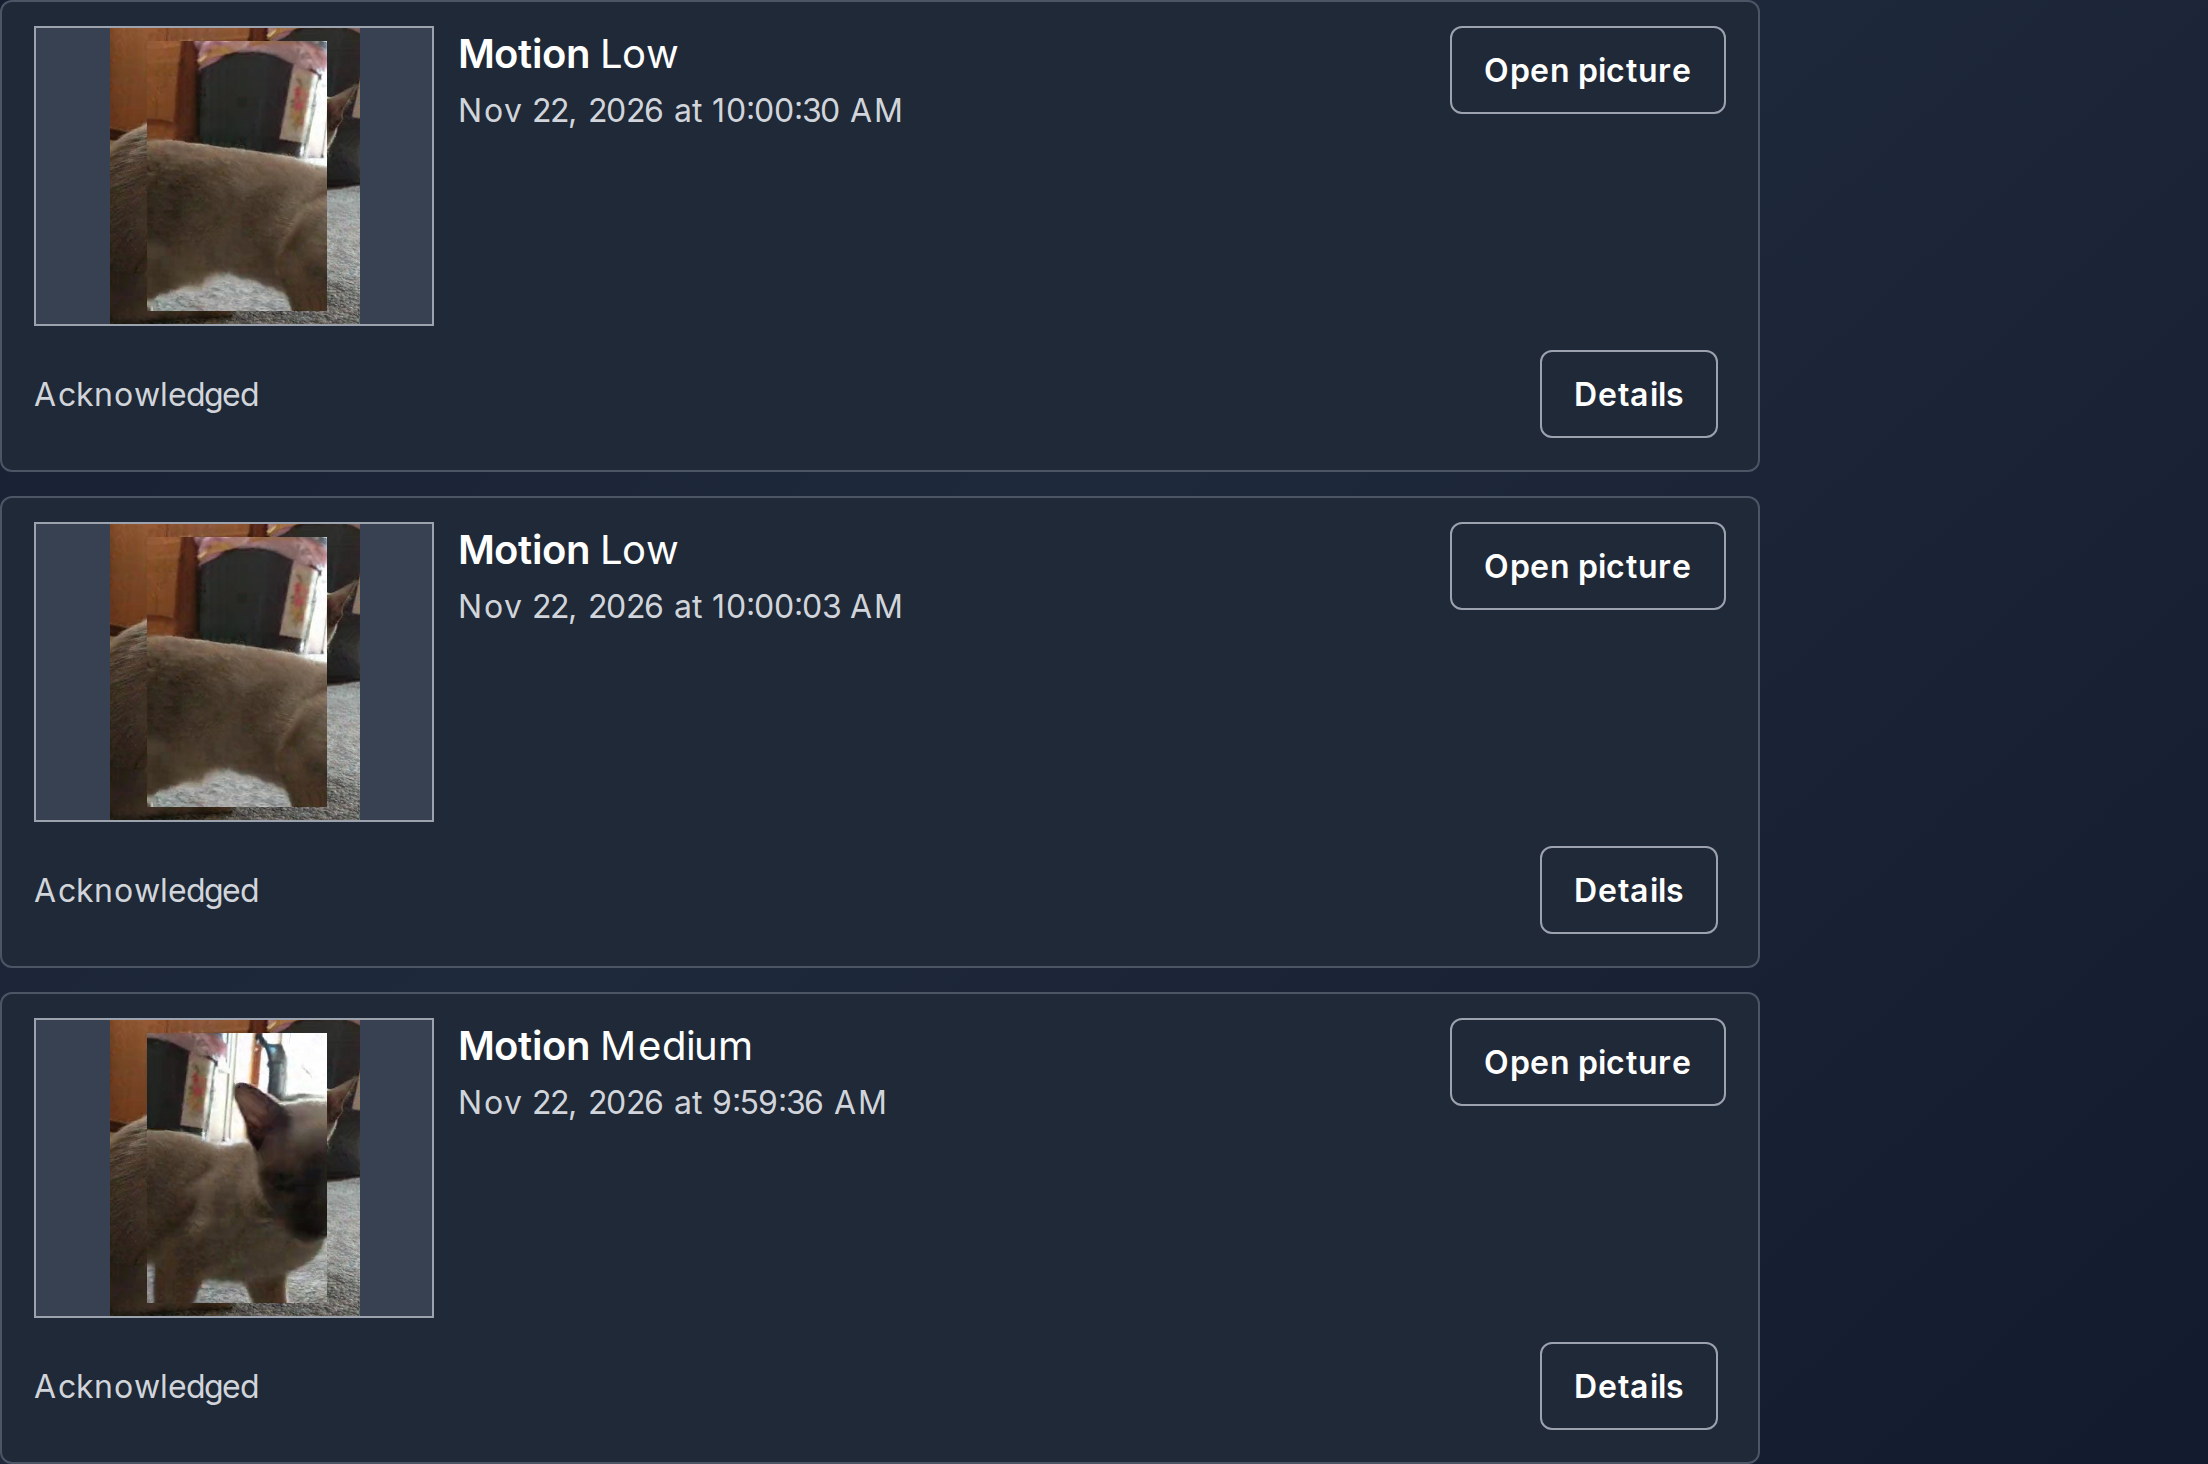 Motion Low
Open picture
Nov 22, 2026 at 10:00:30 AM
Acknowledged
Details
Motion Low
Open picture
Nov 22, 2026 at 10:00:03 AM
Acknowledged
Details
Motion Medium
Open picture
Nov 22, 2026 at 9:59:36 AM
Acknowledged
Details